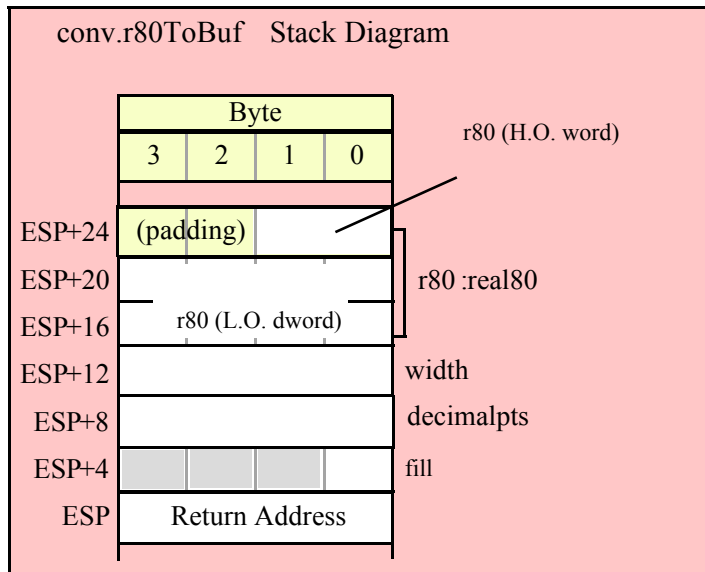 conv.r80ToBuf Stack Diagram
Byte
3 2 1 0
r80 (H.O. word)
ESP+24 (padding)
ESP+20 r80 :real80
ESP+16 r80 (L.O. dword)
ESP+12 width
ESP+8 decimalpts
ESP+4 fill
ESP Return Address